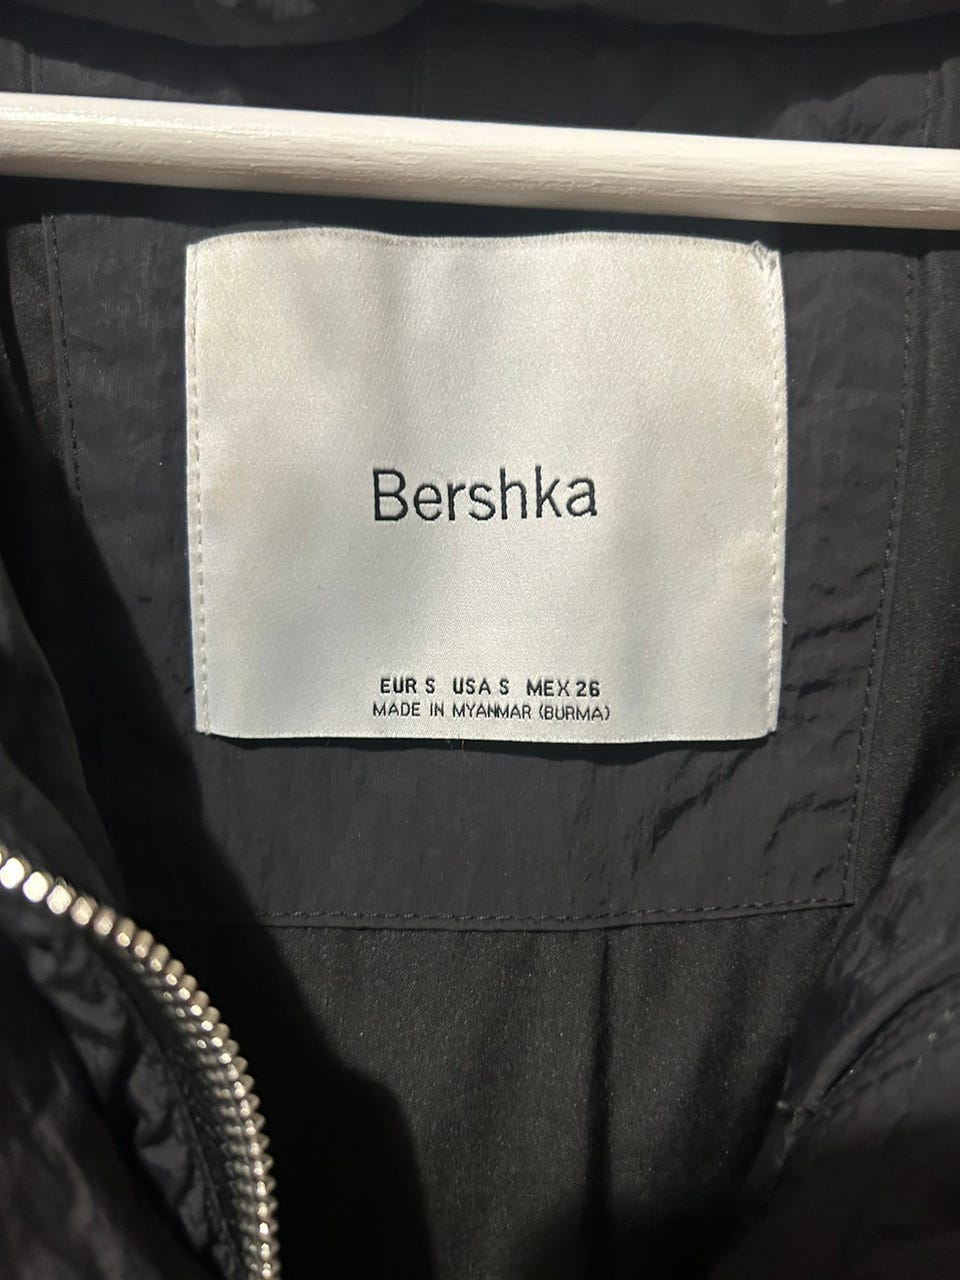 Bershka
EUR S USA S MEX 26
MADE IN MYANMAR (BURMA)